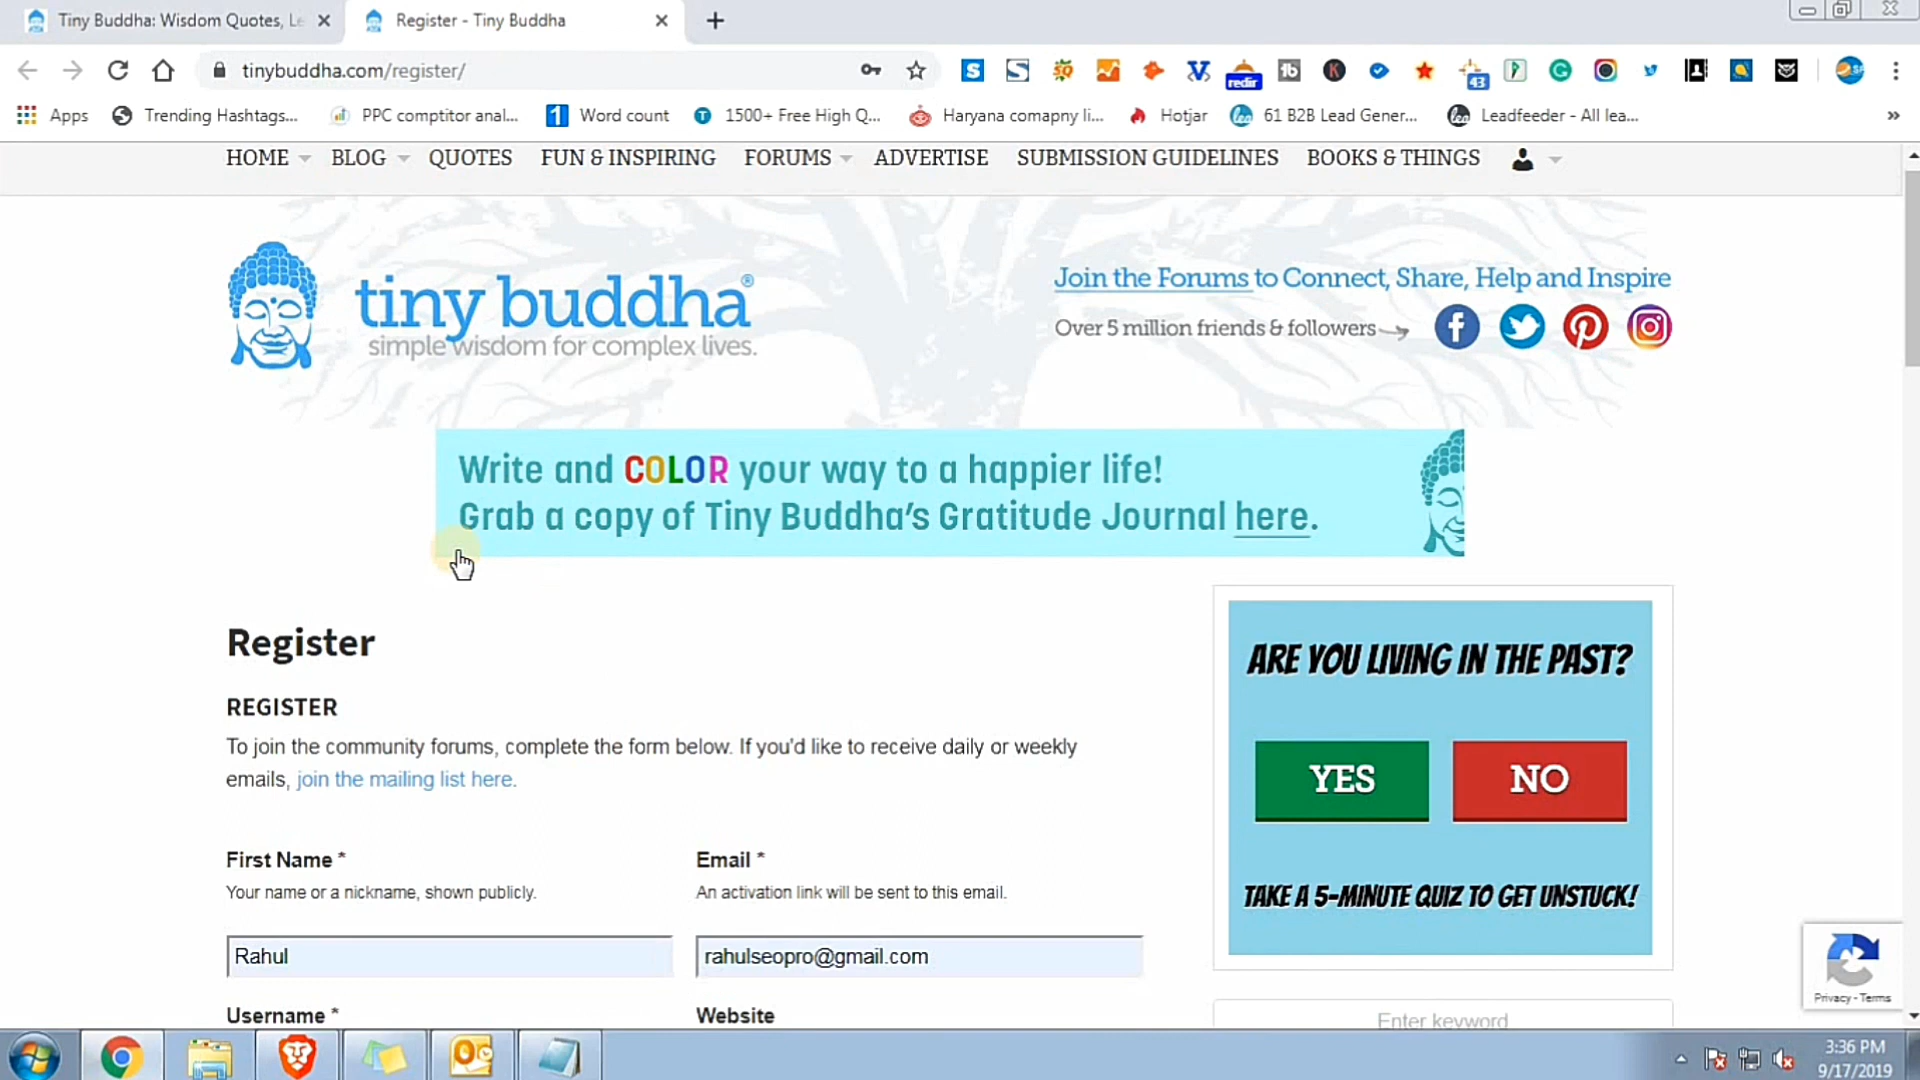 Tiny Buddha: Wisdom Quotes, Le
Register - Tiny Buddha
tinybuddha.com/register/
redir
43
Apps
Trending Hashtags...
PPC comptitor anal...
Word count
1500+ Free High Q...
Haryana comapny li...
Hotjar
61 B2B Lead Gener...
Leadfeeder - All lea...
HOME
BLOG
QUOTES
FUN & INSPIRING
FORUMS
ADVERTISE
SUBMISSION GUIDELINES
BOOKS & THINGS
tiny buddha®
simple wisdom for complex lives.
Join the Forums to Connect, Share, Help and Inspire
Over 5 million friends & followers
Write and COLOR your way to a happier life!
Grab a copy of Tiny Buddha's Gratitude Journal here.
Register
REGISTER
To join the community forums, complete the form below. If you'd like to receive daily or weekly
emails, join the mailing list here.
First Name *
Your name or a nickname, shown publicly.
Rahul
Email *
An activation link will be sent to this email.
rahulseopro@gmail.com
Username *
Website
ARE YOU LIVING IN THE PAST?
YES
NO
TAKE A 5-MINUTE QUIZ TO GET UNSTUCK!
Enter keyword
Privacy - Terms
3:36 PM
9/17/2019